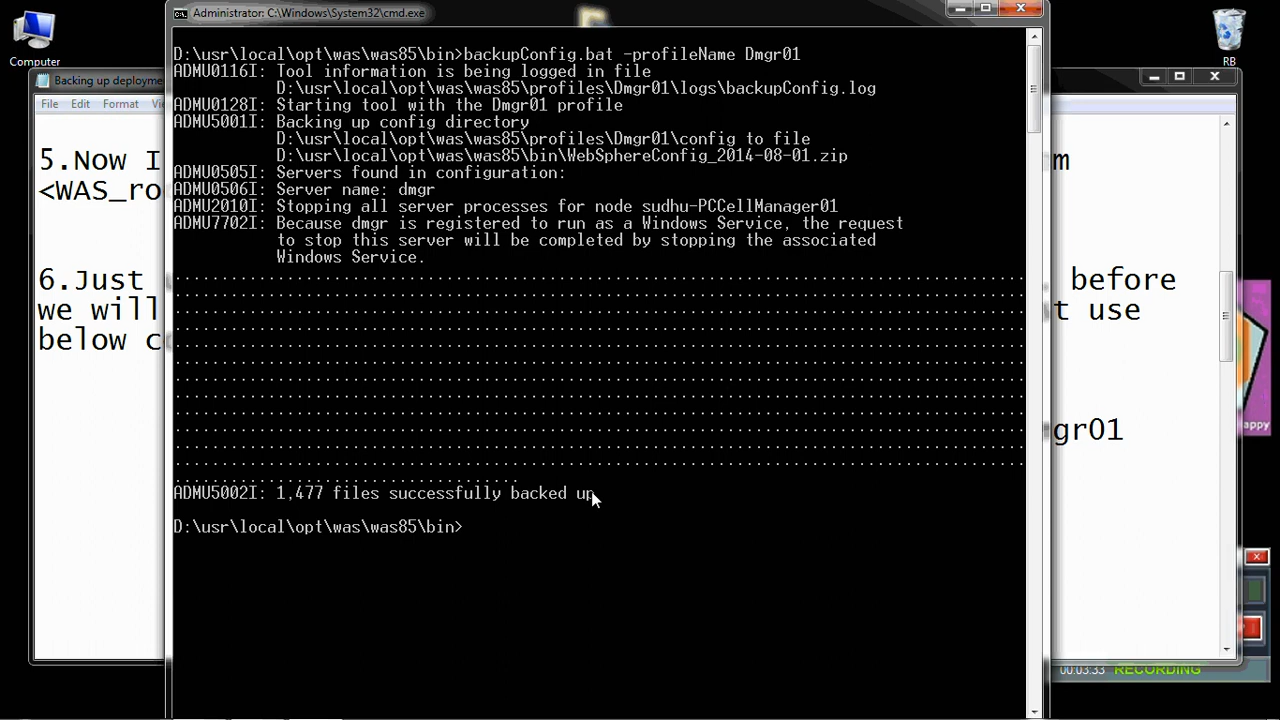 Administrator: C:\Windows\System32\cmd.exe
Computer
RB
Backing up deployme
File Edit Format
D:\usr\local\opt\was\was85\bin>backupConfig.bat -profileName Dmgr01
ADMU0116I: Tool information is being logged in file
D:\usr\local\opt\was\was85\profiles\Dmgr01\logs\backupConfig.log
ADMU0128I: Starting tool with the Dmgr01 profile
ADMU5001I: Backing up config directory
D:\usr\local\opt\was\was85\profiles\Dmgr01\config to file
D:\usr\local\opt\was\was85\bin\WebSphereConfig_2014-08-01.zip
ADMU0505I: Servers found in configuration:
ADMU0506I: Server name: dmgr
ADMU2010I: Stopping all server processes for node sudhu-PCCellManager01
ADMU7702I: Because dmgr is registered to run as a Windows Service, the request
to stop this server will be completed by stopping the associated
Windows Service.
ADMU5002I: 1,477 files successfully backed up
D:\usr\local\opt\was\was85\bin>
5.Now I
<WAS_ro
6.Just before
we will t use
below c
gr01
appy
00:03:33 RECORDING